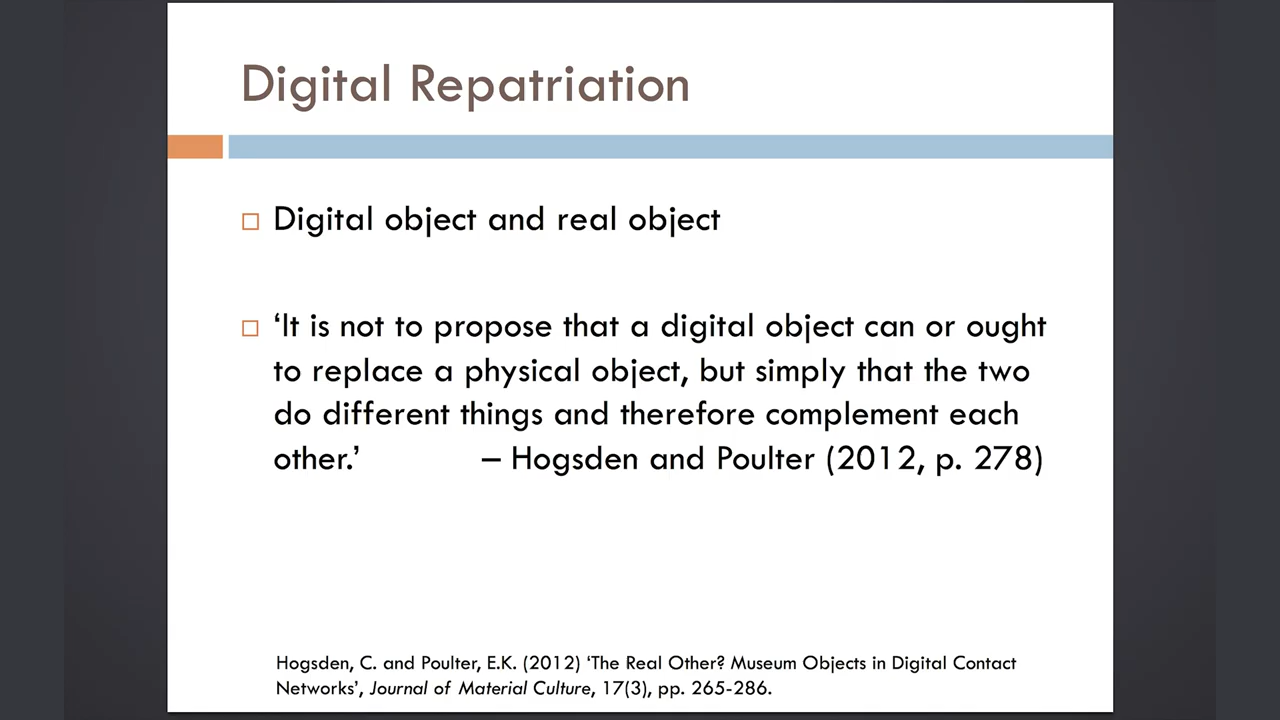 Digital Repatriation
Digital object and real object
‘It is not to propose that a digital object can or ought
to replace a physical object, but simply that the two
do different things and therefore complement each
other.’ – Hogsden and Poulter (2012, p. 278)
Hogsden, C. and Poulter, E.K. (2012) ‘The Real Other? Museum Objects in Digital Contact
Networks’, Journal of Material Culture, 17(3), pp. 265-286.